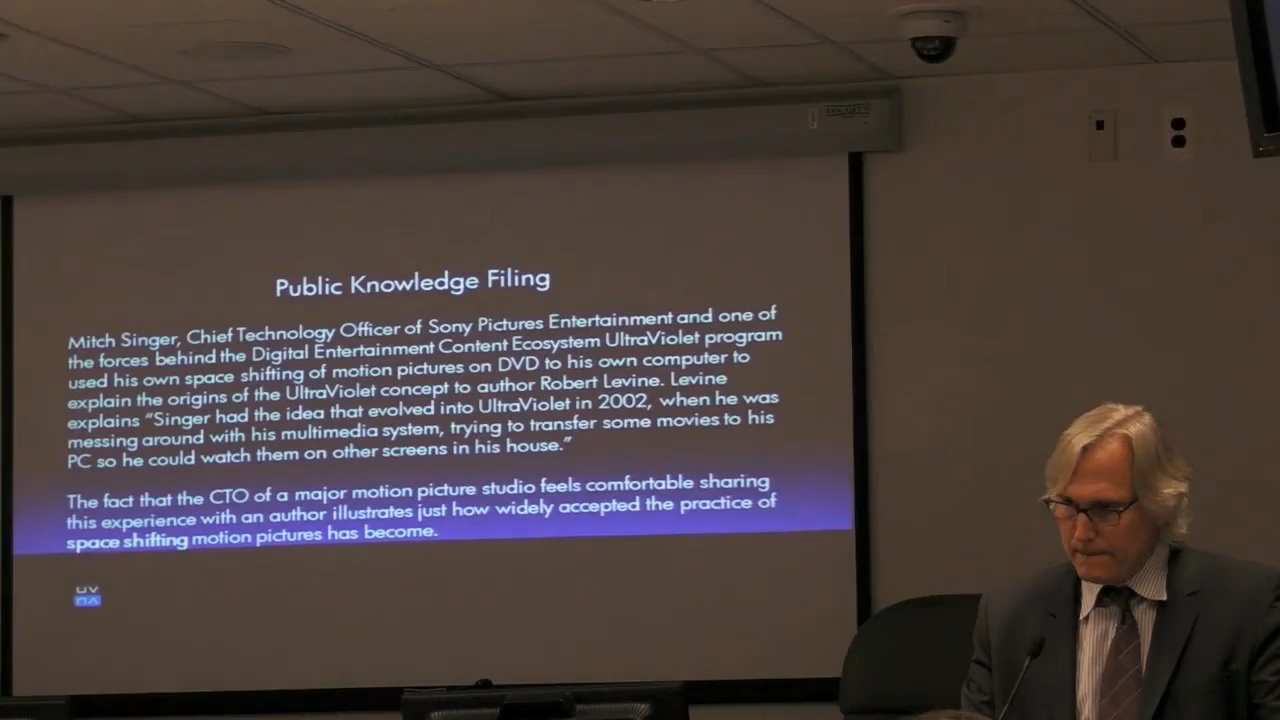 Public Knowledge Filing
Mitch Singer, Chief Technology Officer of Sony Pictures Entertainment and one of
the forces behind the Digital Entertainment Content Ecosystem UltraViolet program
used his own space shifting of motion pictures on DVD to his own computer to
explain the origins of the UltraViolet concept to author Robert Levine. Levine
explains “Singer had the idea that evolved into UltraViolet in 2002, when he was
messing around with his multimedia system, trying to transfer some movies to his
PC so he could watch them on other screens in his house.”
The fact that the CTO of a major motion picture studio feels comfortable sharing
this experience with an author illustrates just how widely accepted the practice of
space shifting motion pictures has become.
UV